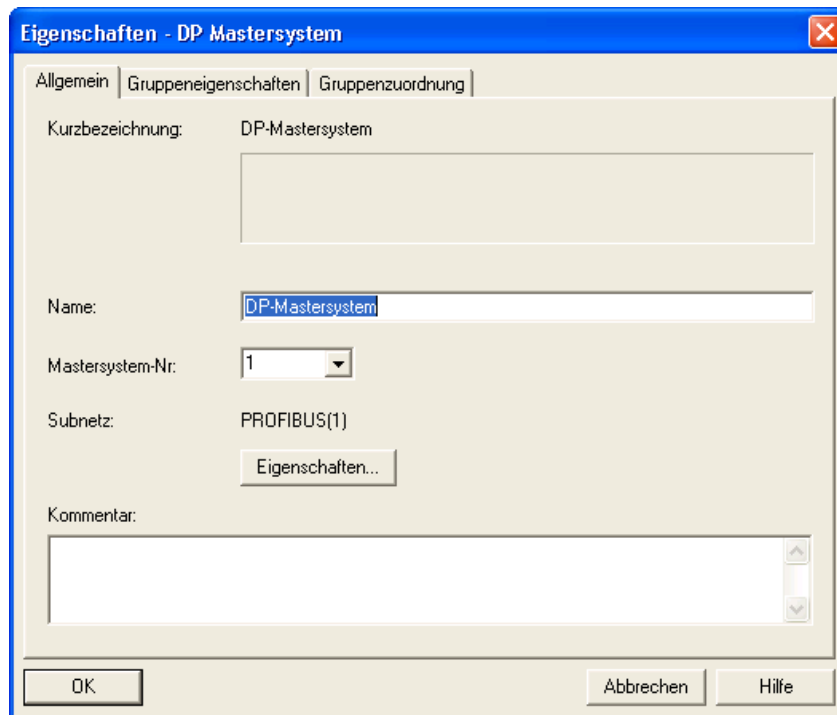 Eigenschaften - DP Mastersystem
Allgemein Gruppeneigenschaften Gruppenzuordnung
Kurzbezeichnung: DP-Mastersystem
Name: DP-Mastersystem
Mastersystem-Nr: 1
Subnetz: PROFIBUS(1)
Eigenschaften...
Kommentar:
OK Abbrechen Hilfe